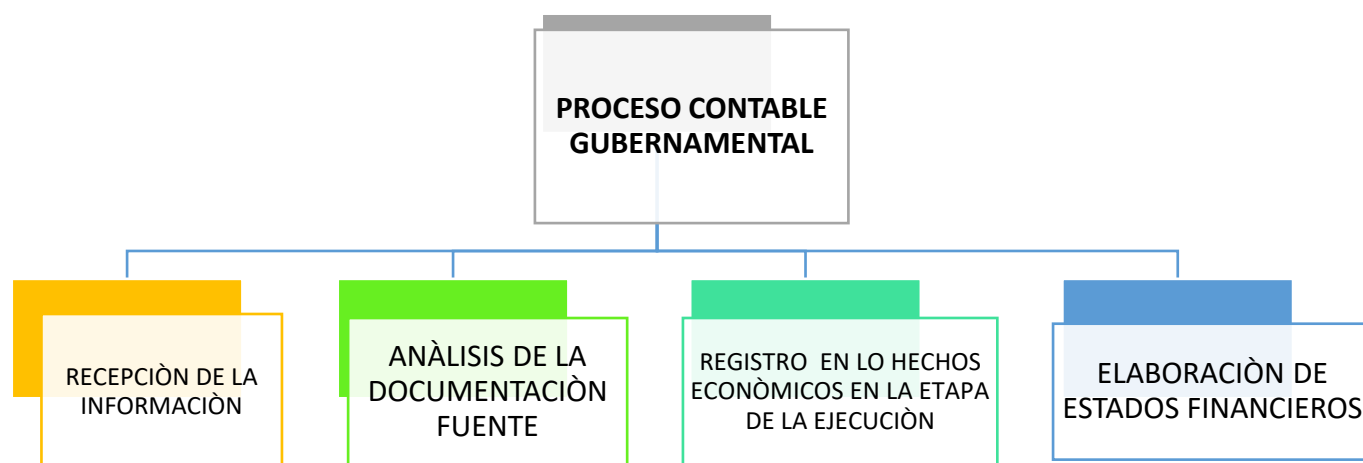 PROCESO CONTABLE
GUBERNAMENTAL
RECEPCIÒN DE LA
INFORMACIÒN
ANÀLISIS DE LA
DOCUMENTACIÒN
FUENTE
REGISTRO EN LO HECHOS
ECONÒMICOS EN LA ETAPA
DE LA EJECUCIÒN
ELABORACIÒN DE
ESTADOS FINANCIEROS